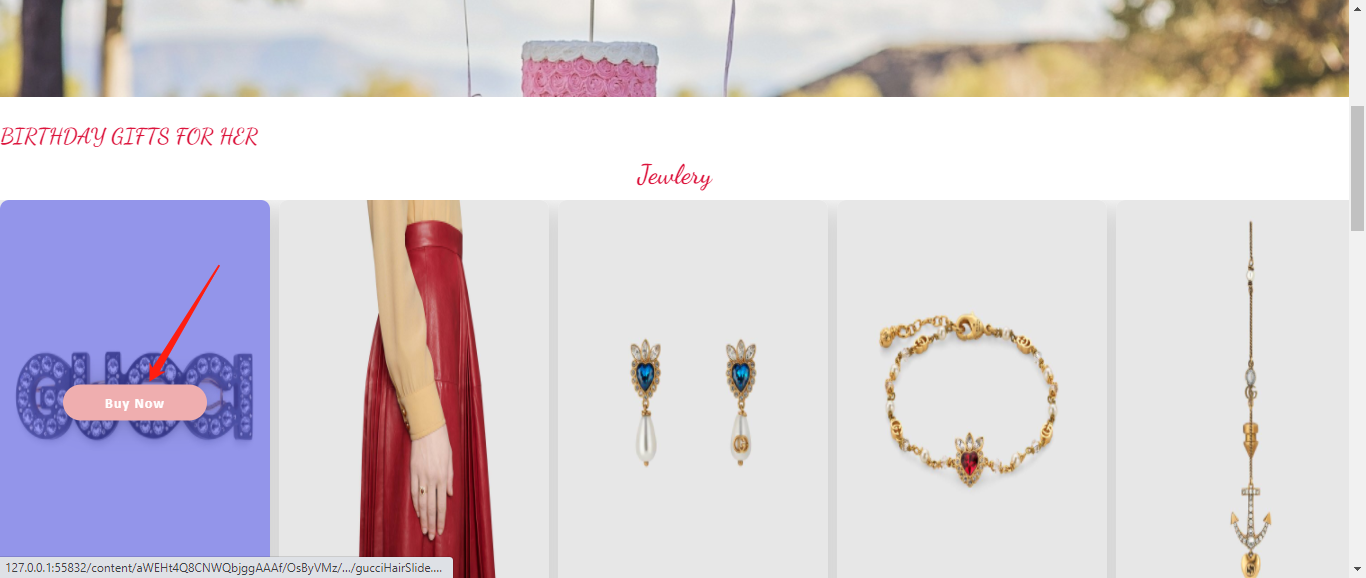 BIRTHDAY GIFTS FOR HER
Jewlery
GUCCI
Buy Now
127.0.0.1:55832/content/aWEHt4Q8CNWQbjggAAAf/OsByVMz/.../gucciHairSlide....